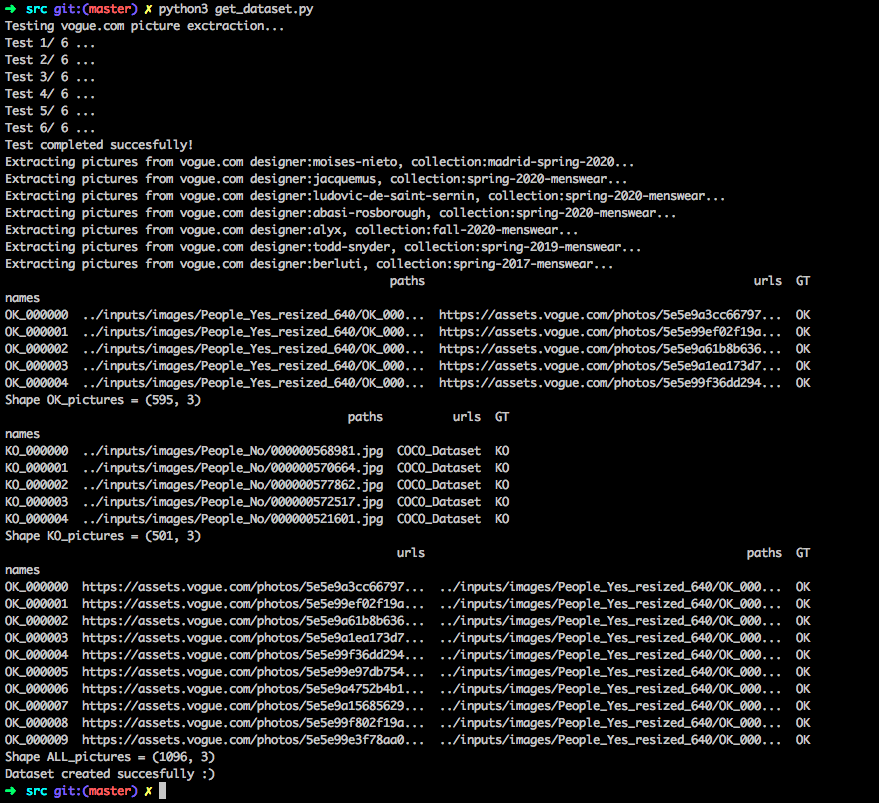 ➜ src git:(master) ✗ python3 get_dataset.py
Testing vogue.com picture exctraction...
Test 1/ 6 ...
Test 2/ 6 ...
Test 3/ 6 ...
Test 4/ 6 ...
Test 5/ 6 ...
Test 6/ 6 ...
Test completed succesfully!
Extracting pictures from vogue.com designer:moises-nieto, collection:madrid-spring-2020...
Extracting pictures from vogue.com designer:jacquemus, collection:spring-2020-menswear...
Extracting pictures from vogue.com designer:ludovic-de-saint-sernin, collection:spring-2020-menswear...
Extracting pictures from vogue.com designer:abasi-rosborough, collection:spring-2020-menswear...
Extracting pictures from vogue.com designer:alyx, collection:fall-2020-menswear...
Extracting pictures from vogue.com designer:todd-snyder, collection:spring-2019-menswear...
Extracting pictures from vogue.com designer:berluti, collection:spring-2017-menswear...
paths urls GT
names
OK_000000 ../inputs/images/People_Yes_resized_640/OK_000... https://assets.vogue.com/photos/5e5e9a3cc66797... OK
OK_000001 ../inputs/images/People_Yes_resized_640/OK_000... https://assets.vogue.com/photos/5e5e99ef02f19a... OK
OK_000002 ../inputs/images/People_Yes_resized_640/OK_000... https://assets.vogue.com/photos/5e5e9a61b8b636... OK
OK_000003 ../inputs/images/People_Yes_resized_640/OK_000... https://assets.vogue.com/photos/5e5e9a1ea173d7... OK
OK_000004 ../inputs/images/People_Yes_resized_640/OK_000... https://assets.vogue.com/photos/5e5e99f36dd294... OK
Shape OK_pictures = (595, 3)
paths urls GT
names
KO_000000 ../inputs/images/People_No/000000568981.jpg COCO_Dataset KO
KO_000001 ../inputs/images/People_No/000000570664.jpg COCO_Dataset KO
KO_000002 ../inputs/images/People_No/000000577862.jpg COCO_Dataset KO
KO_000003 ../inputs/images/People_No/000000572517.jpg COCO_Dataset KO
KO_000004 ../inputs/images/People_No/000000521601.jpg COCO_Dataset KO
Shape KO_pictures = (501, 3)
urls paths GT
names
OK_000000 https://assets.vogue.com/photos/5e5e9a3cc66797... ../inputs/images/People_Yes_resized_640/OK_000... OK
OK_000001 https://assets.vogue.com/photos/5e5e99ef02f19a... ../inputs/images/People_Yes_resized_640/OK_000... OK
OK_000002 https://assets.vogue.com/photos/5e5e9a61b8b636... ../inputs/images/People_Yes_resized_640/OK_000... OK
OK_000003 https://assets.vogue.com/photos/5e5e9a1ea173d7... ../inputs/images/People_Yes_resized_640/OK_000... OK
OK_000004 https://assets.vogue.com/photos/5e5e99f36dd294... ../inputs/images/People_Yes_resized_640/OK_000... OK
OK_000005 https://assets.vogue.com/photos/5e5e99e97db754... ../inputs/images/People_Yes_resized_640/OK_000... OK
OK_000006 https://assets.vogue.com/photos/5e5e9a4752b4b1... ../inputs/images/People_Yes_resized_640/OK_000... OK
OK_000007 https://assets.vogue.com/photos/5e5e9a15685629... ../inputs/images/People_Yes_resized_640/OK_000... OK
OK_000008 https://assets.vogue.com/photos/5e5e99f802f19a... ../inputs/images/People_Yes_resized_640/OK_000... OK
OK_000009 https://assets.vogue.com/photos/5e5e99e3f78aa0... ../inputs/images/People_Yes_resized_640/OK_000... OK
Shape ALL_pictures = (1096, 3)
Dataset created succesfully :)
➜ src git:(master) ✗